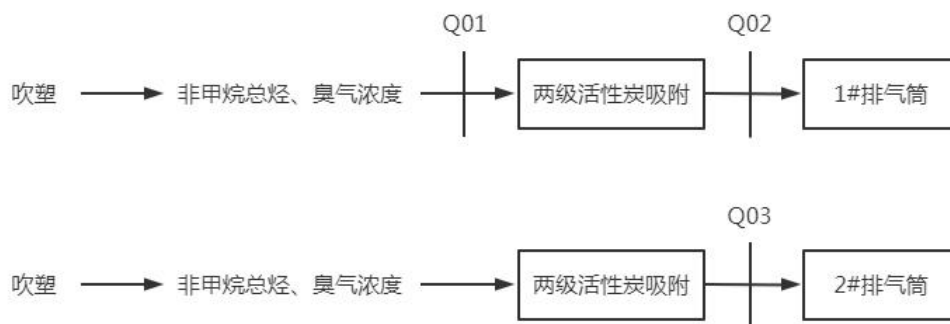 Q01
Q02
吹塑
非甲烷总烃、臭气浓度
两级活性炭吸附
1#排气筒
Q03
吹塑
非甲烷总烃、臭气浓度
两级活性炭吸附
2#排气筒